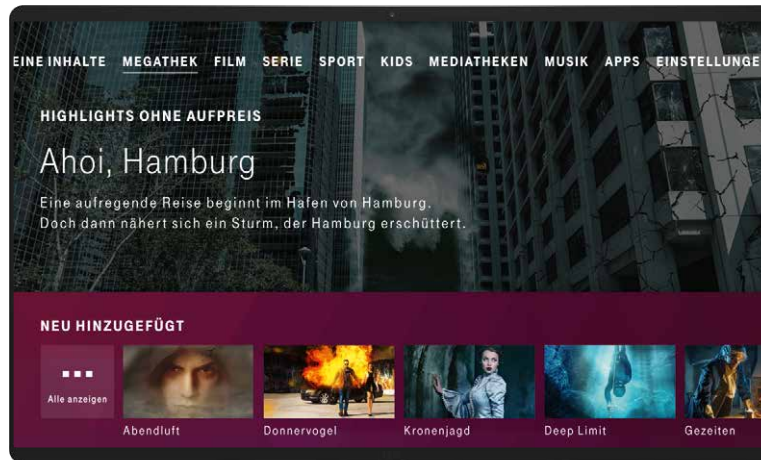 EINE INHALTE MEGATHEK FILM SERIE SPORT KIDS MEDIATHEKEN MUSIK APPS EINSTELLUNGE
HIGHLIGHTS OHNE AUFPREIS
Ahoi, Hamburg
Eine aufregende Reise beginnt im Hafen von Hamburg.
Doch dann nähert sich ein Sturm, der Hamburg erschüttert.
NEU HINZUGEFÜGT
Alle anzeigen
Abendluft Donnervogel Kronenjagd Deep Limit Gezeiten